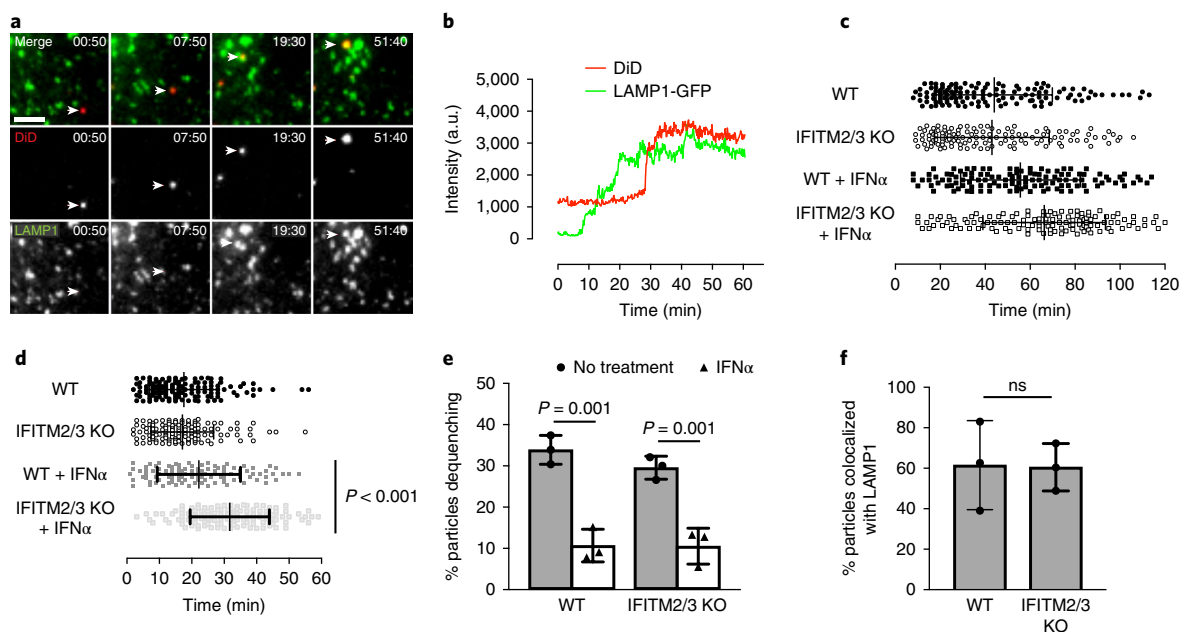 a
Merge 00:50 07:50 19:30 51:40
DiD 00:50 07:50 19:30 51:40
LAMP1 00:50 07:50 19:30 51:40
b
DiD
LAMP1-GFP
5,000
4,000
3,000
2,000
1,000
0
Intensity (a.u.)
0 10 20 30 40 50 60
Time (min)
c
WT
IFITM2/3 KO
WT + IFNα
IFITM2/3 KO
+ IFNα
0 20 40 60 80 100 120
Time (min)
d
WT
IFITM2/3 KO
WT + IFNα
IFITM2/3 KO
+ IFNα
P < 0.001
0 10 20 30 40 50 60
Time (min)
e
No treatment IFNα
50
40
30
20
10
0
% particles dequenching
P = 0.001
P = 0.001
WT IFITM2/3 KO
f
100
80
60
40
20
0
% particles colocalized
with LAMP1
ns
WT IFITM2/3
KO